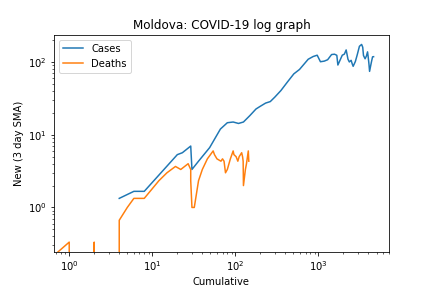 Moldova: COVID-19 log graph
Cases
Deaths
New (3 day SMA)
10²
10¹
10⁰
10⁰ 10¹ 10² 10³
Cumulative